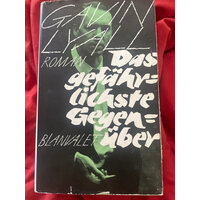 GAVIN
LYALL
ROMAN
Das
gefähr-
lichste
Gegen=
BLANVALET
über